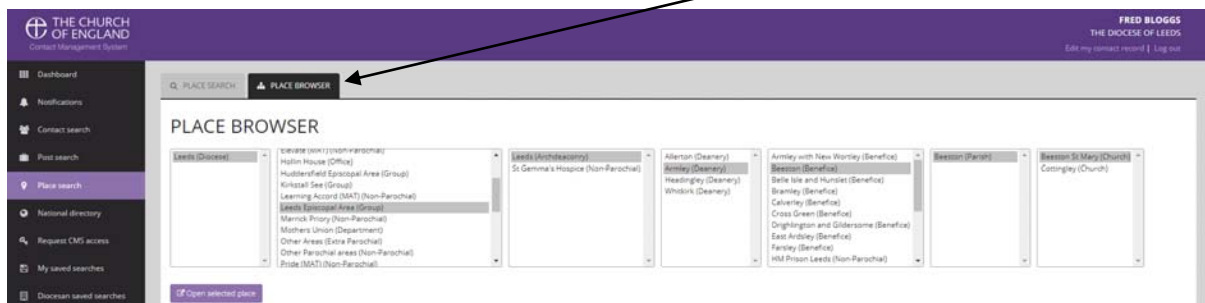 THE CHURCH
OF ENGLAND
Contact Management System
FRED BLOGGS
THE DIOCESE OF LEEDS
Edit my contact record | Log out
Dashboard
Notifications
Contact search
Post search
Place search
National directory
Request CMS access
My saved searches
Diocesan saved searches
PLACE SEARCH
PLACE BROWSER
PLACE BROWSER
Leeds (Diocese)
Elevate (MAT) (Non-Parochial)
Hollin House (Office)
Huddersfield Episcopal Area (Group)
Kirkstall See (Group)
Learning Accord (MAT) (Non-Parochial)
Leeds Episcopal Area (Group)
Marrick Priory (Non-Parochial)
Mothers Union (Department)
Other Areas (Extra Parochial)
Other Parochial areas (Non-Parochial)
Pride (MAT) (Non-Parochial)
Leeds (Archdeaconry)
St Gemma's Hospice (Non-Parochial)
Allerton (Deanery)
Armley (Deanery)
Headingley (Deanery)
Whitkirk (Deanery)
Armley with New Wortley (Benefice)
Beeston (Benefice)
Belle Isle and Hunslet (Benefice)
Bramley (Benefice)
Calverley (Benefice)
Cross Green (Benefice)
Drighlington and Gildersome (Benefice)
East Ardsley (Benefice)
Farsley (Benefice)
HM Prison Leeds (Non-Parochial)
Beeston (Parish)
Beeston St Mary (Church)
Cottingley (Church)
Open selected place